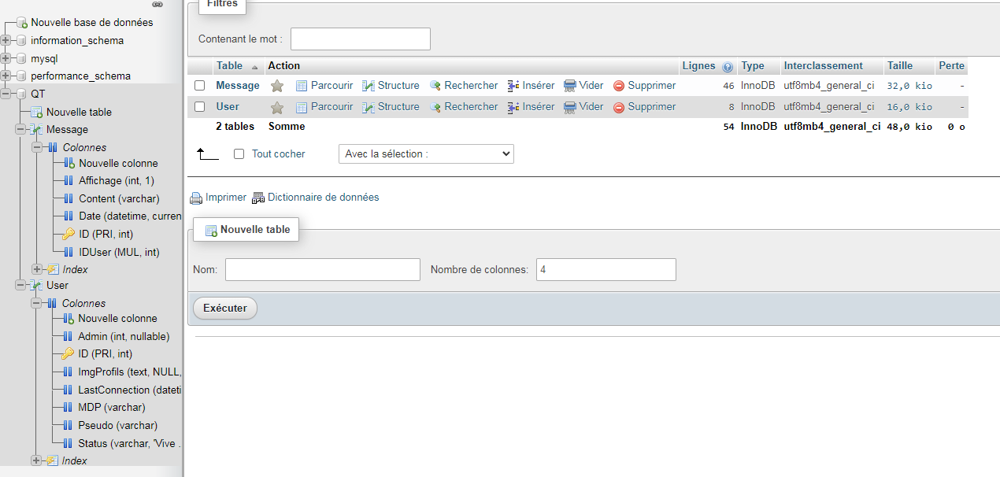 Nouvelle base de données
information_schema
mysql
performance_schema
QT
Nouvelle table
Message
Colonnes
Nouvelle colonne
Affichage (int, 1)
Content (varchar)
Date (datetime, curren
ID (PRI, int)
IDUser (MUL, int)
Index
User
Colonnes
Nouvelle colonne
Admin (int, nullable)
ID (PRI, int)
ImgProfils (text, NULL,
LastConnection (dateti
MDP (varchar)
Pseudo (varchar)
Status (varchar, 'Vive .
Index
Filtres
Contenant le mot :
Table Action Lignes Type Interclassement Taille Perte
Message Parcourir Structure Rechercher Insérer Vider Supprimer 46 InnoDB utf8mb4_general_ci 32,0 kio -
User Parcourir Structure Rechercher Insérer Vider Supprimer 8 InnoDB utf8mb4_general_ci 16,0 kio -
2 tables Somme 54 InnoDB utf8mb4_general_ci 48,0 kio 0 o
Tout cocher Avec la sélection :
Imprimer Dictionnaire de données
Nouvelle table
Nom: Nombre de colonnes: 4
Exécuter